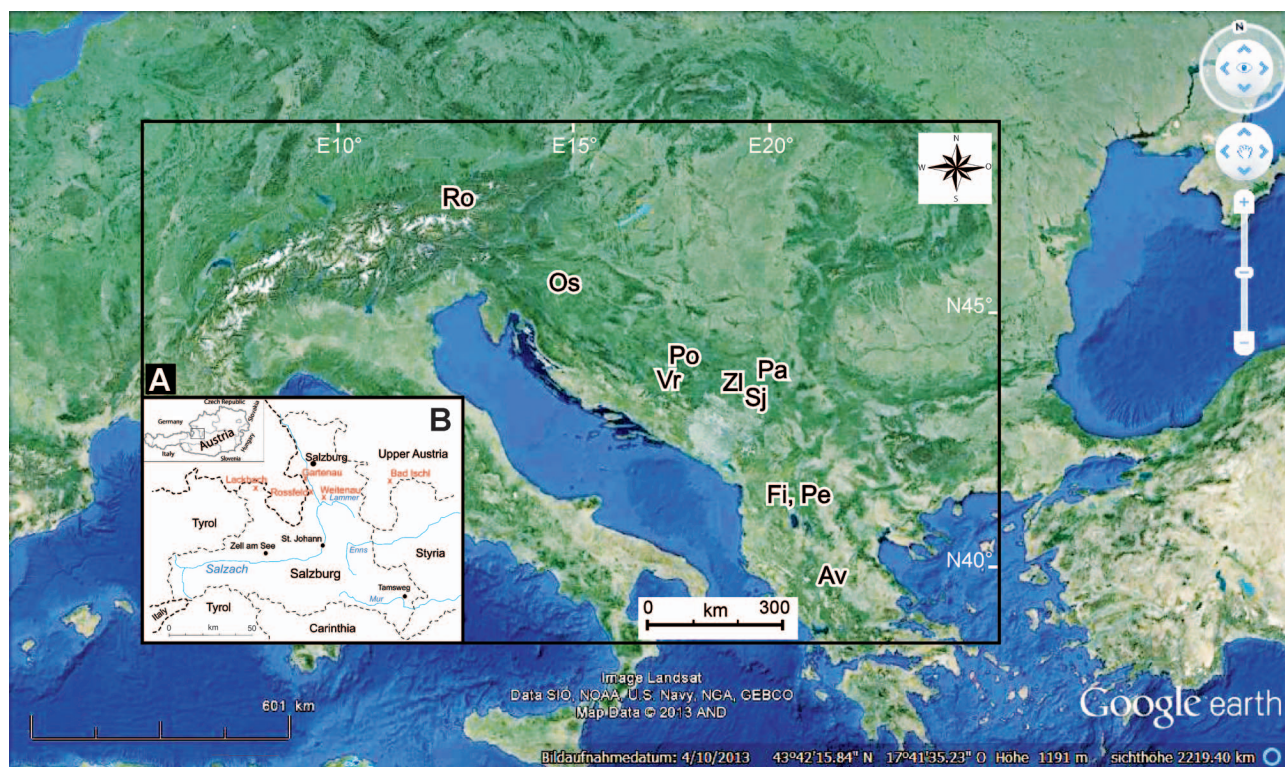 N
E10°
E15°
E20°
N
W
O
S
Ro
Os
N45°
Po
Vr
Zl
Pa
Sj
A
B
Czech Republic
Germany
Slovakia
Austria
Hungary
Italy
Slovenia
Salzburg
Upper Austria
Gartenau
Bad Ischl
Lackbach
Rossfeld
Weitenau
Lammer
Tyrol
St. Johann
Zell am See
Enns
Styria
Salzach
Salzburg
Tamsweg
Mur
Italy
Tyrol
Carinthia
0 km 50
Fi, Pe
N40°
Av
0 km 300
Image Landsat
Data SIO, NOAA, U.S. Navy, NGA, GEBCO
Map Data © 2013 AND
601 km
Google earth
Bildaufnahmedatum: 4/10/2013 43°42'15.84" N 17°41'35.23" O Höhe 1191 m sichthöhe 2219.40 km